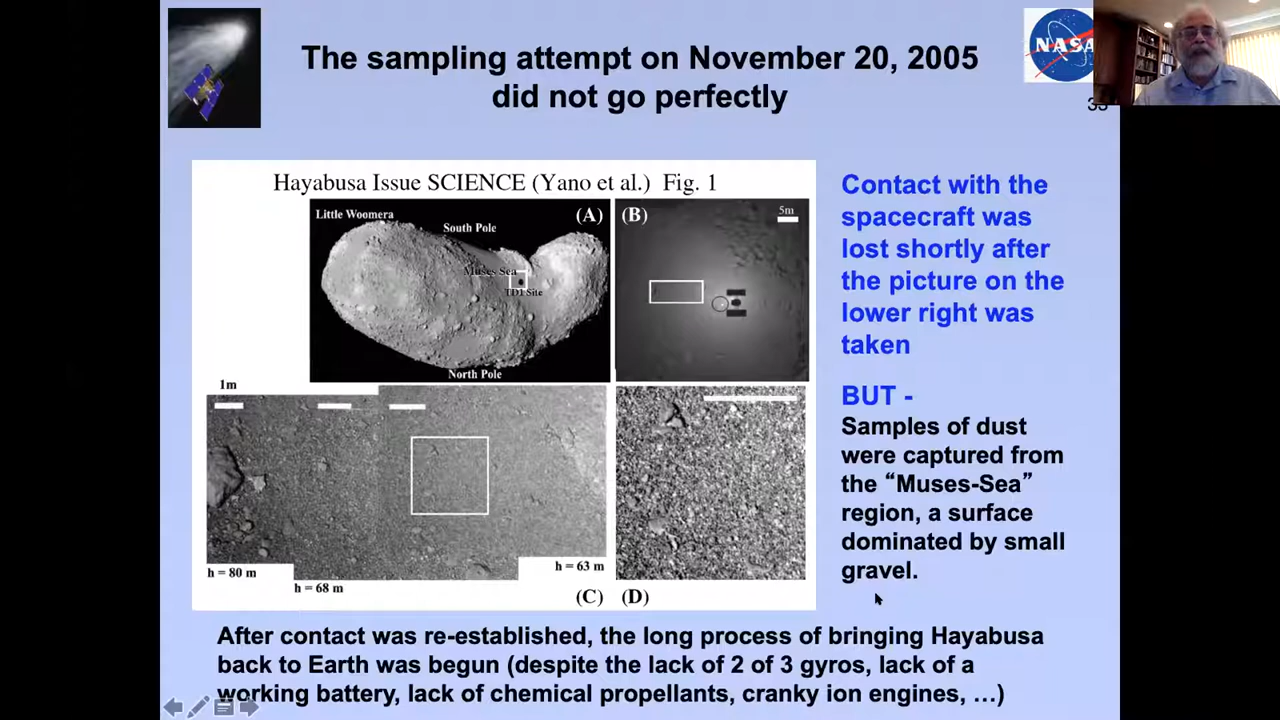 The sampling attempt on November 20, 2005
did not go perfectly
NASA
Hayabusa Issue SCIENCE (Yano et al.) Fig. 1
Little Woomera
South Pole
(A)
Muses Sea
TD1 Site
North Pole
(B)
5m
1m
h = 80 m
h = 68 m
h = 63 m
(C)
(D)
Contact with the
spacecraft was
lost shortly after
the picture on the
lower right was
taken
BUT -
Samples of dust
were captured from
the “Muses-Sea”
region, a surface
dominated by small
gravel.
After contact was re-established, the long process of bringing Hayabusa
back to Earth was begun (despite the lack of 2 of 3 gyros, lack of a
working battery, lack of chemical propellants, cranky ion engines, …)